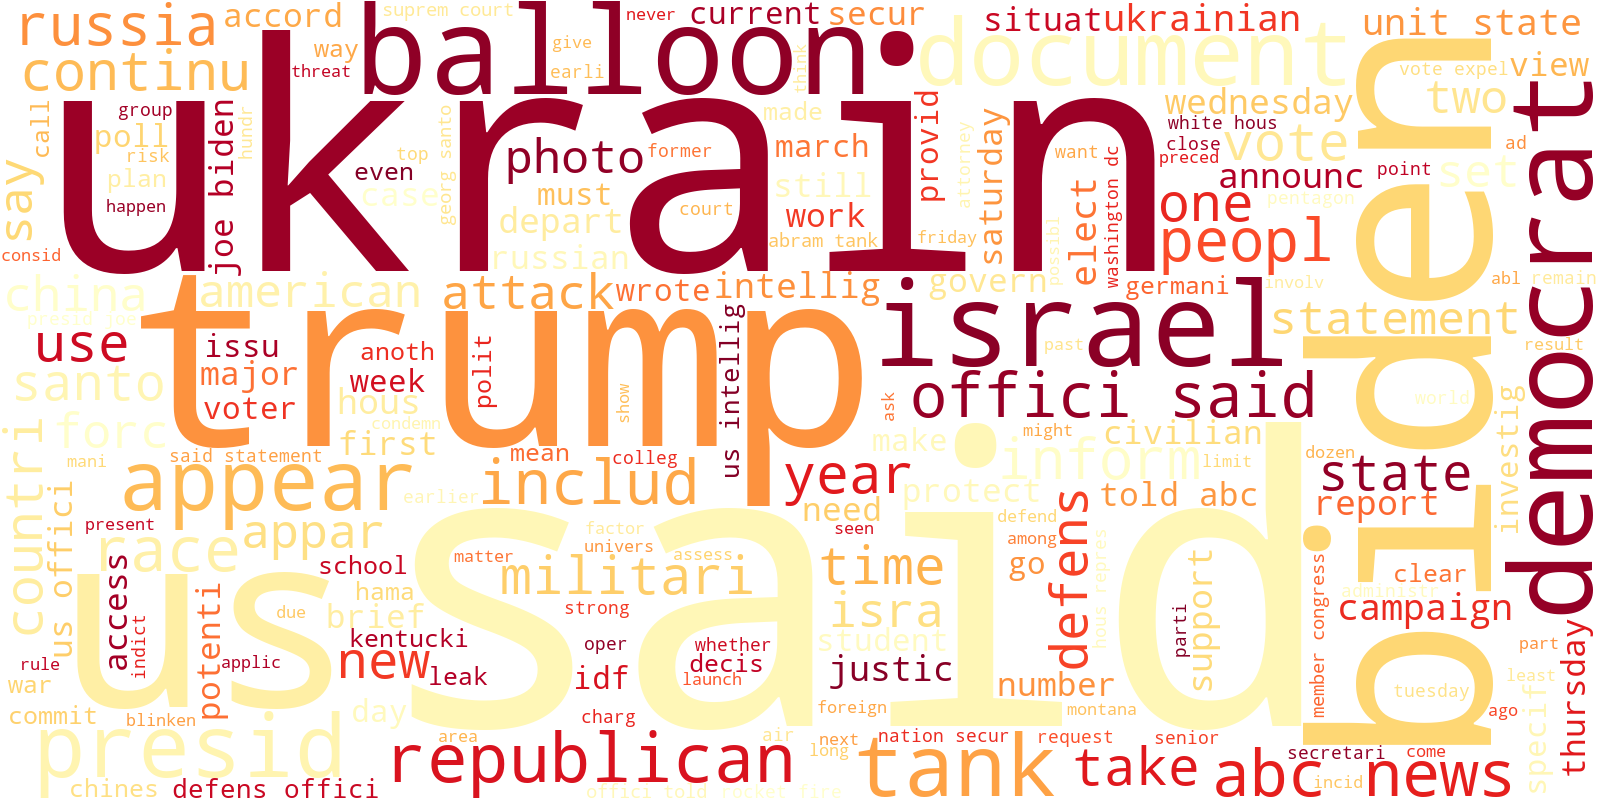 russia
accord
suprem court
never
current
secur
situat
ukrainian
unit state
way
balloon
give
continu
threat
earli
think
document
vote expel
view
call
group
hundr
ukrain
made
provid
wednesday
two
poll
joe biden
georg santo
photo
former
march
saturday
white hous
vote
ad
risk
top
attorney
want
close
say
plan
even
case
must
still
preced
announc
point
set
happen
depart
court
work
elect
washington dc
one
pentagon
consid
russian
abram tank
friday
possibl
peopl
democrat
china
american
attack
wrote
intellig
govern
germani
involv
abl
remain
trump
israel
statement
use
issu
anoth
polit
us intellig
past
result
santo
major
week
show
ask
offici said
biden
world
voter
hous
condemn
forc
first
make
might
civilian
investig
countri
said statement
mean
colleg
inform
limit
dozen
mani
appear
includ
year
state
earlier
protect
told abc
report
us offici
present
race
appar
factor
need
seen
defend
defens
univers
assess
among
access
school
matter
militari
time
go
hous repres
clear
potenti
hama
said
isra
support
member congress
administr
us
due
brief
strong
campaign
indict
kentucki
oper
whether
student
parti
thursday
part
rule
applic
new
leak
decis
justic
war
idf
launch
number
tuesday
least
commit
blinken
day
charg
foreign
montana
specif
ago
presid
area
air
next
nation secur
request
senior
republican
long
tank
take
secretari
come
abc news
chines
defens offici
offici told
rocket fire
incid